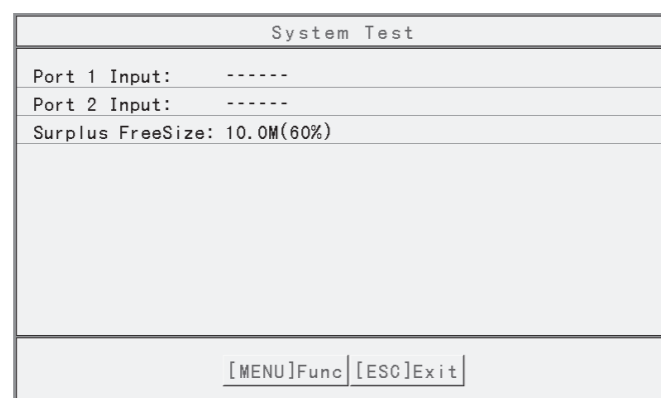 System Test
Port 1 Input: ------
Port 2 Input: ------
Surplus FreeSize: 10.0M(60%)
[MENU]Func [ESC]Exit